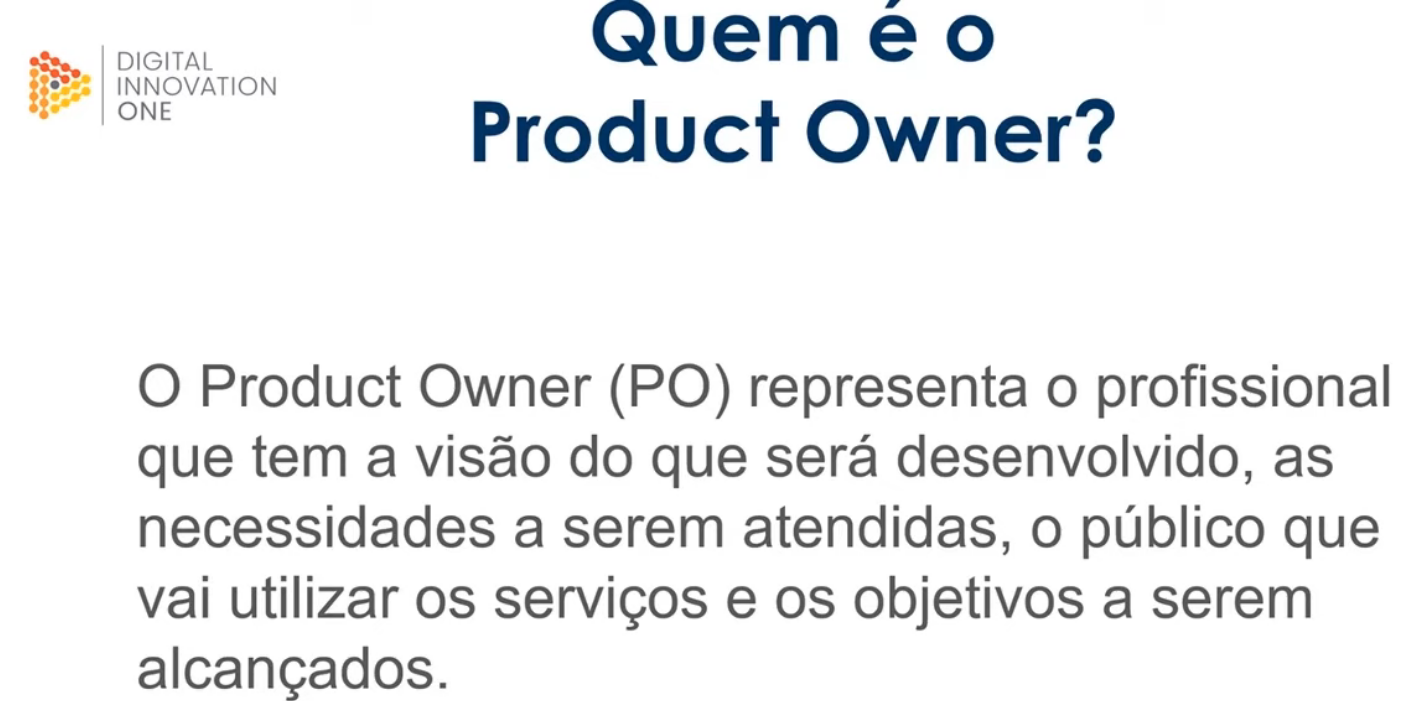 Quem é o
DIGITAL
INNOVATION
ONE
Product Owner?
O Product Owner (PO) representa o profissional
que tem a visão do que será desenvolvido, as
necessidades a serem atendidas, o público que
vai utilizar os serviços e os objetivos a serem
alcançados.